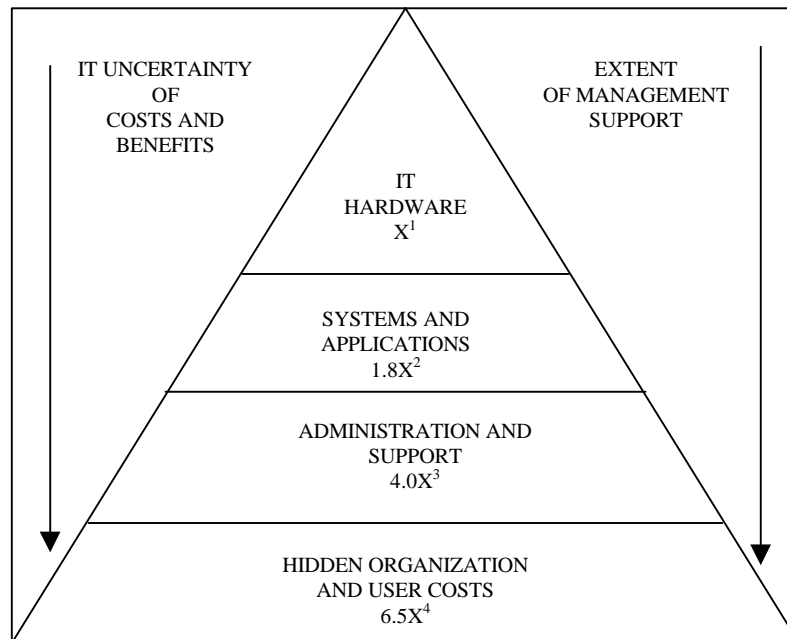 IT UNCERTAINTY
OF
COSTS AND
BENEFITS
EXTENT
OF MANAGEMENT
SUPPORT
IT
HARDWARE
X¹
SYSTEMS AND
APPLICATIONS
1.8X²
ADMINISTRATION AND
SUPPORT
4.0X³
HIDDEN ORGANIZATION
AND USER COSTS
6.5X⁴